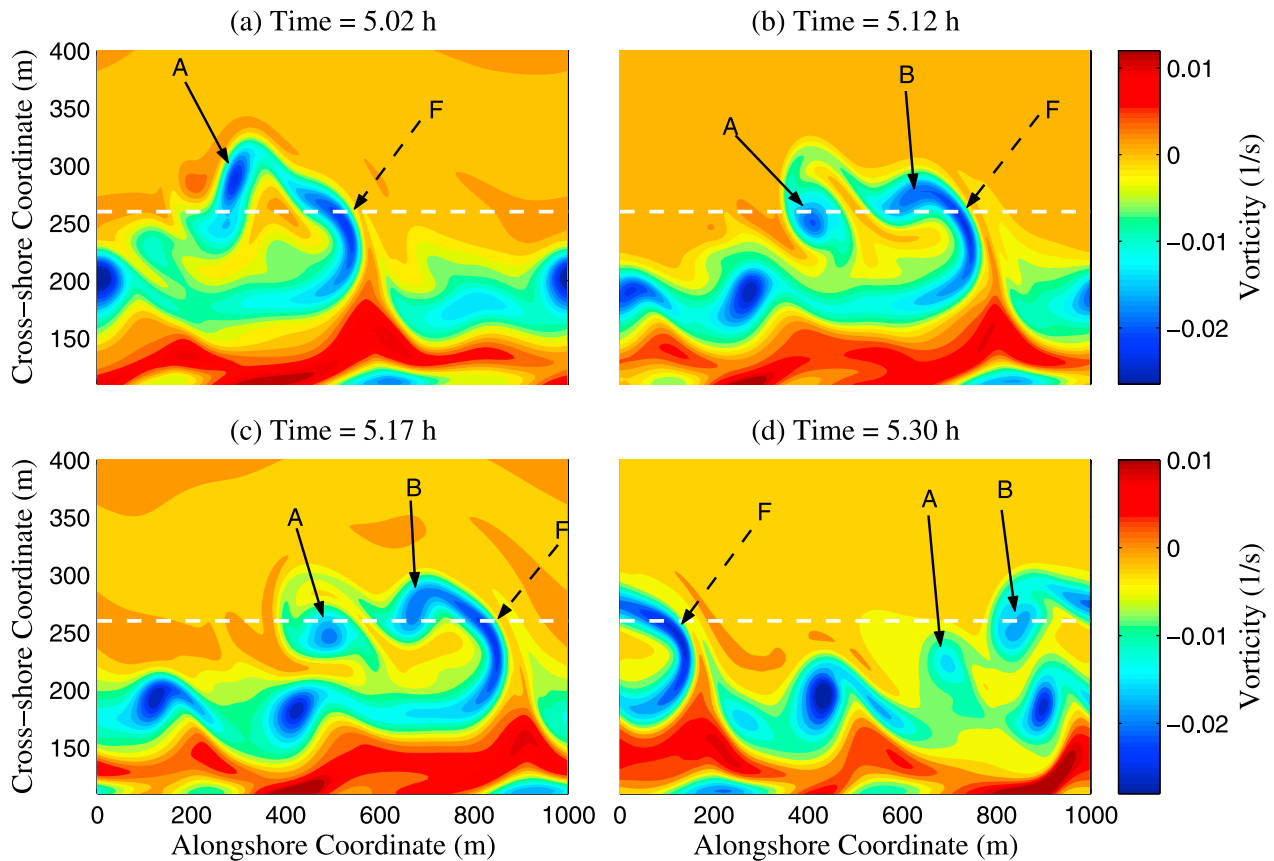 (a) Time = 5.02 h
(b) Time = 5.12 h
A
F
B
A
F
400
350
300
250
200
150
Cross−shore Coordinate (m)
0.01
0
−0.01
−0.02
Vorticity (1/s)
(c) Time = 5.17 h
(d) Time = 5.30 h
A
B
F
F
A
B
400
350
300
250
200
150
Cross−shore Coordinate (m)
0.01
0
−0.01
−0.02
Vorticity (1/s)
0 200 400 600 800 1000
0 200 400 600 800 1000
Alongshore Coordinate (m)
Alongshore Coordinate (m)